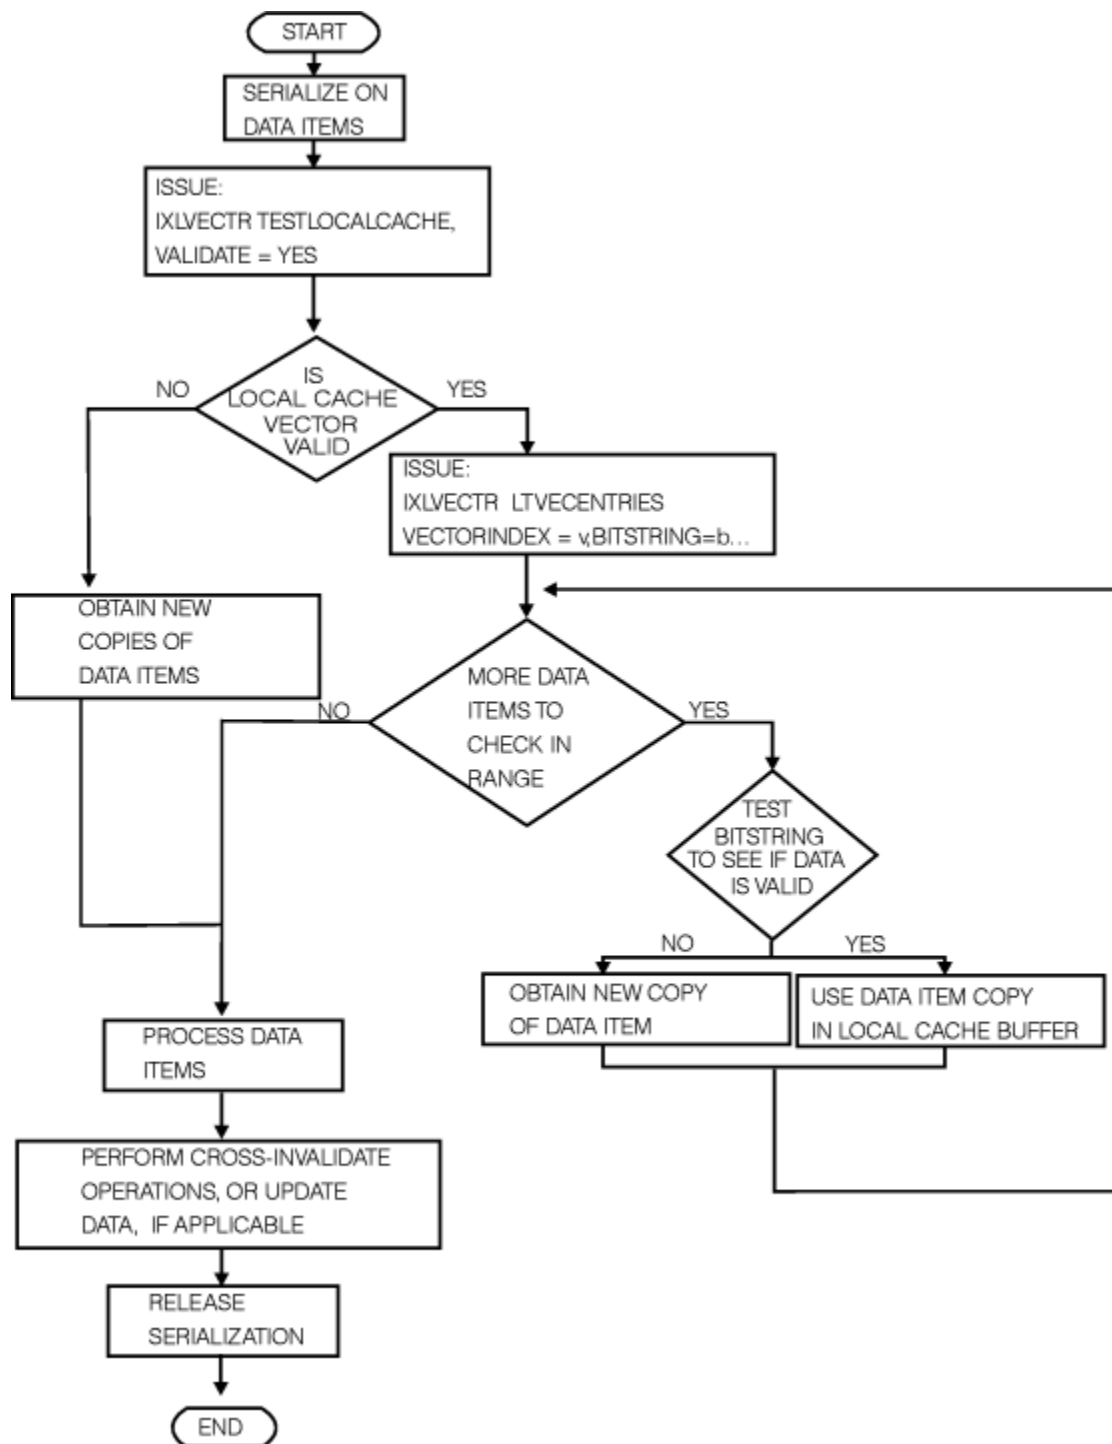 START
SERIALIZE ON
DATA ITEMS
ISSUE:
IXLVECTR TESTLOCALCACHE,
VALIDATE = YES
IS
LOCAL CACHE
VECTOR
VALID
NO
YES
ISSUE:
IXLVECTR LTVECENTRIES
VECTORINDEX = v,BITSTRING=b...
OBTAIN NEW
COPIES OF
DATA ITEMS
MORE DATA
ITEMS TO
CHECK IN
RANGE
NO
YES
TEST
BITSTRING
TO SEE IF DATA
IS VALID
NO
YES
OBTAIN NEW COPY
OF DATA ITEM
USE DATA ITEM COPY
IN LOCAL CACHE BUFFER
PROCESS DATA
ITEMS
PERFORM CROSS-INVALIDATE
OPERATIONS, OR UPDATE
DATA, IF APPLICABLE
RELEASE
SERIALIZATION
END